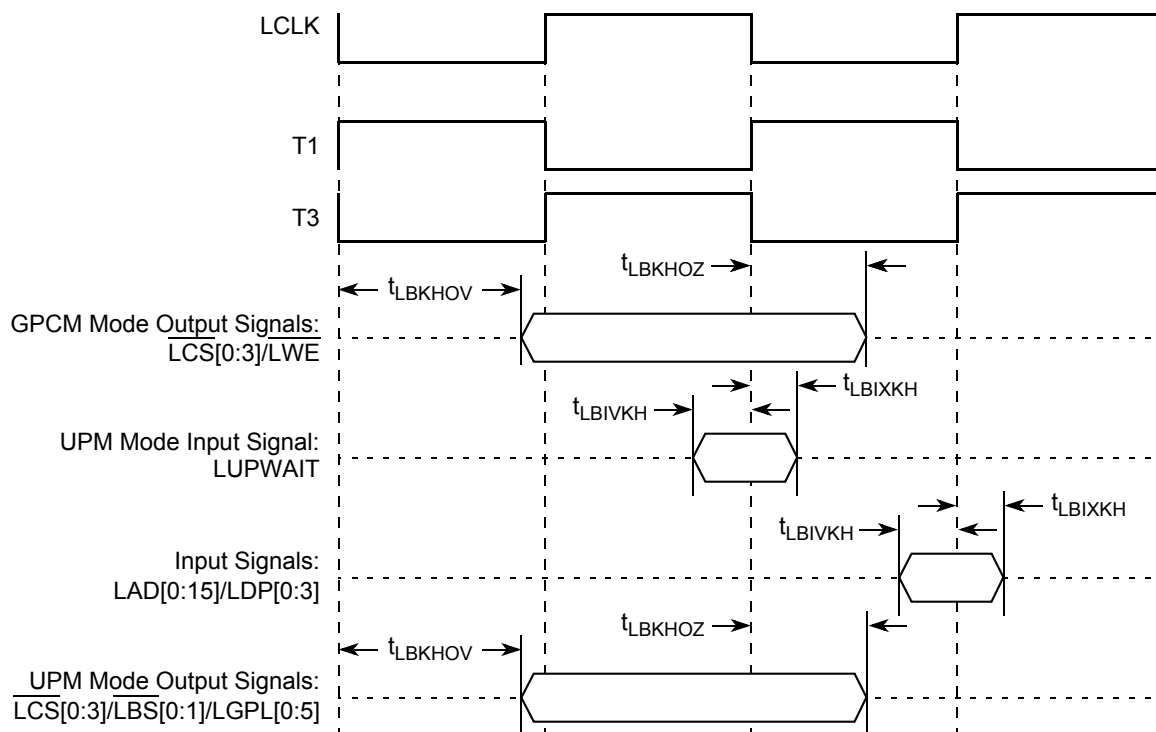 LCLK
T1
T3
tLBKHOZ
tLBKHOV
GPCM Mode Output Signals:
LCS[0:3]/LWE
tLBIXKH
tLBIVKH
UPM Mode Input Signal:
LUPWAIT
tLBIXKH
tLBIVKH
Input Signals:
LAD[0:15]/LDP[0:3]
tLBKHOZ
tLBKHOV
UPM Mode Output Signals:
LCS[0:3]/LBS[0:1]/LGPL[0:5]